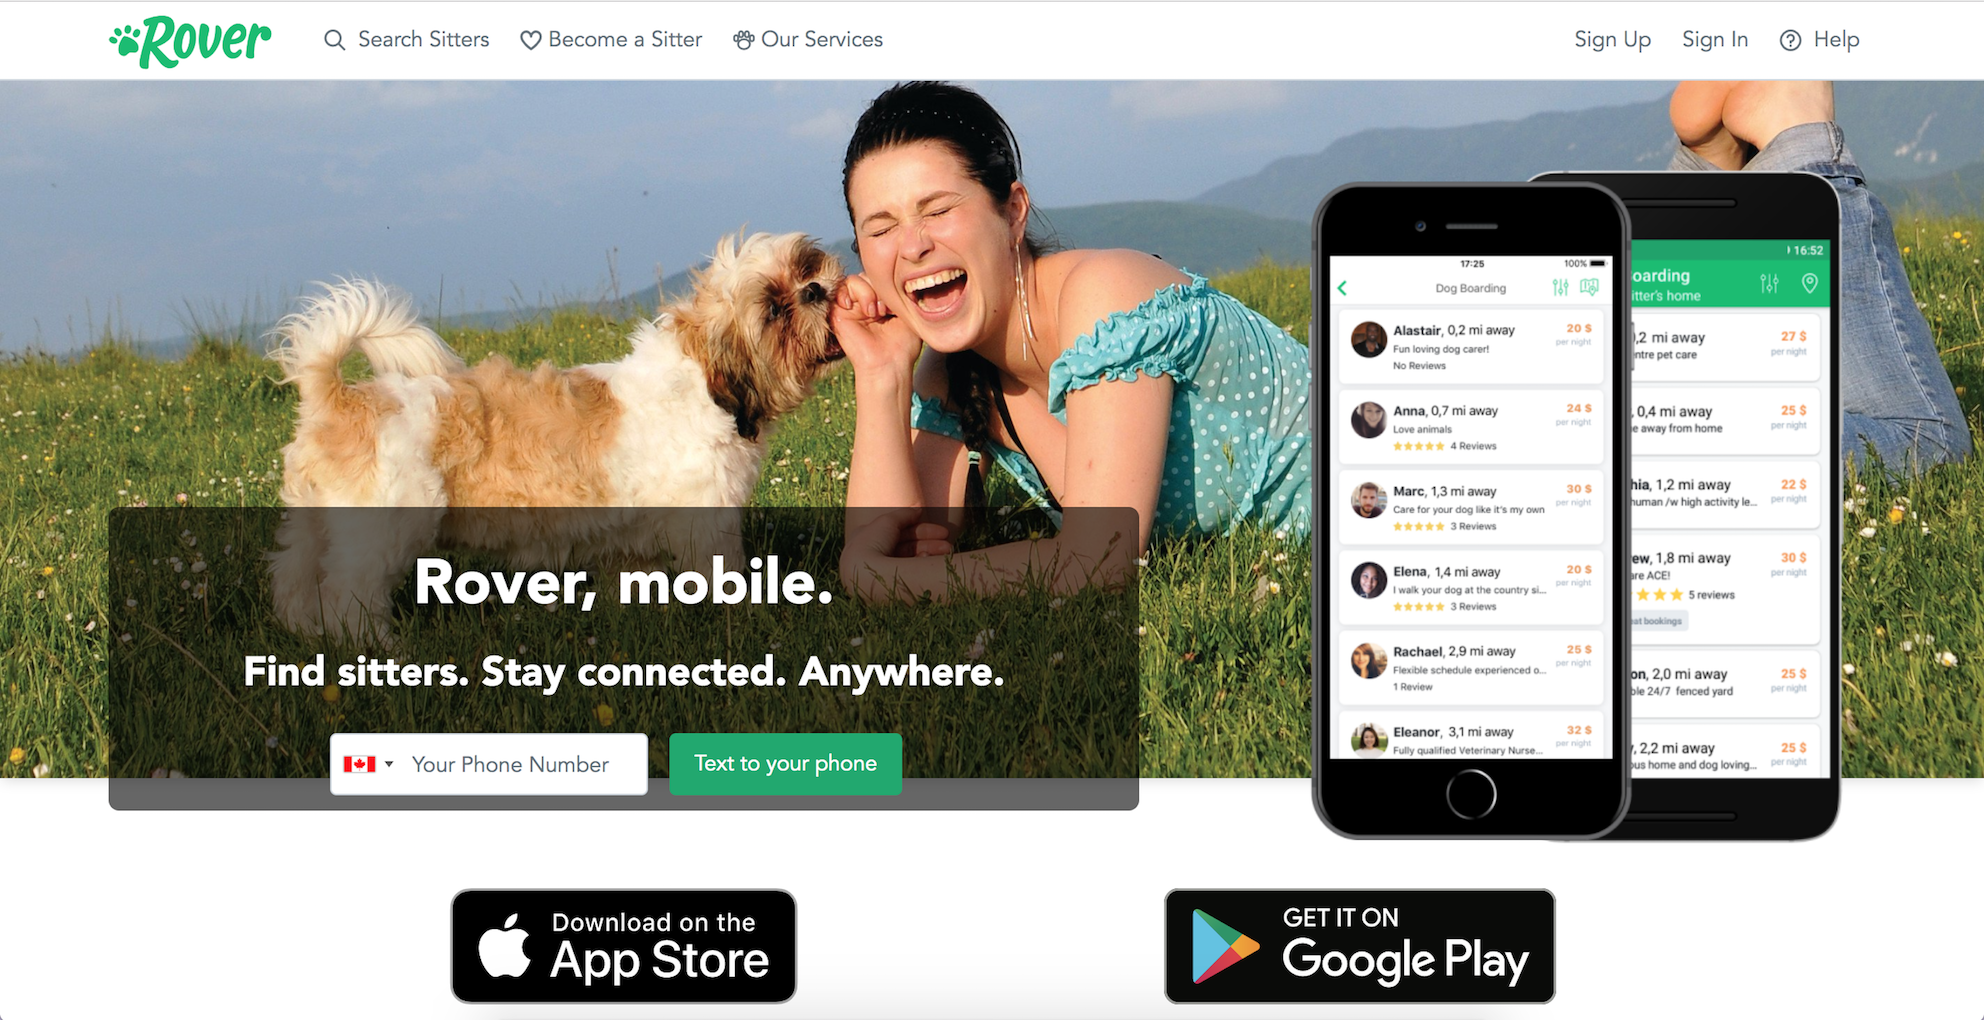 Rover
Search Sitters
Become a Sitter
Our Services
Sign Up
Sign In
Help
Rover, mobile.
Find sitters. Stay connected. Anywhere.
Your Phone Number
Text to your phone
17:25
100%
Dog Boarding
Alastair, 0,2 mi away
20 $
Fun loving dog carer!
per night
No Reviews
Anna, 0,7 mi away
24 $
Love animals
per night
4 Reviews
Marc, 1,3 mi away
30 $
Care for your dog like it's my own
per night
3 Reviews
Elena, 1,4 mi away
20 $
I walk your dog at the country si...
per night
3 Reviews
Rachael, 2,9 mi away
25 $
Flexible schedule experienced o...
per night
1 Review
Eleanor, 3,1 mi away
32 $
Fully qualified Veterinary Nurse...
per night
16:52
oarding
itter's home
,2 mi away
27 $
ntre pet care
per night
, 0,4 mi away
25 $
e away from home
per night
hia, 1,2 mi away
22 $
human /w high activity le...
per night
ew, 1,8 mi away
30 $
are ACE!
per night
5 reviews
at bookings
on, 2,0 mi away
25 $
ble 24/7 fenced yard
per night
, 2,2 mi away
25 $
ous home and dog loving...
per night
Download on the
App Store
GET IT ON
Google Play